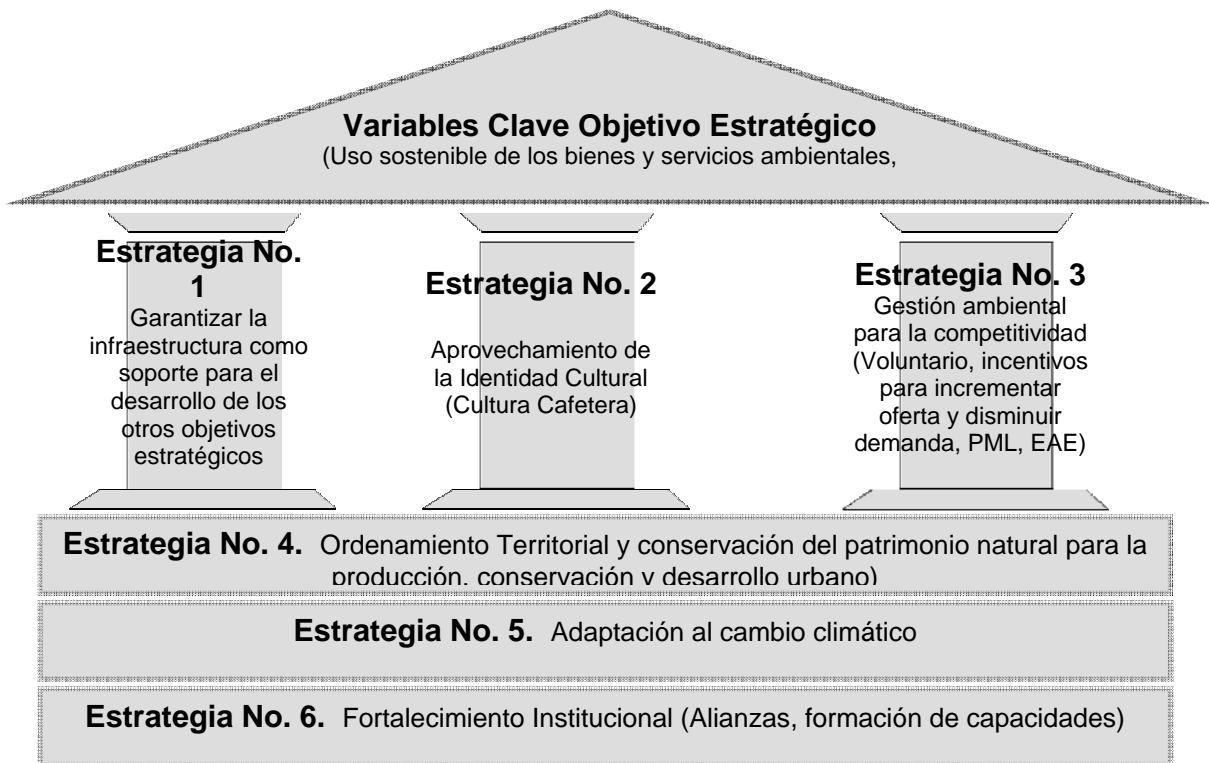 Variables Clave Objetivo Estratégico
(Uso sostenible de los bienes y servicios ambientales,
Estrategia No.
1
Garantizar la
infraestructura como
soporte para el
desarrollo de los
otros objetivos
estratégicos
Estrategia No. 2
Aprovechamiento de
la Identidad Cultural
(Cultura Cafetera)
Estrategia No. 3
Gestión ambiental
para la competitividad
(Voluntario, incentivos
para incrementar
oferta y disminuir
demanda, PML, EAE)
Estrategia No. 4. Ordenamiento Territorial y conservación del patrimonio natural para la
producción, conservación y desarrollo urbano)
Estrategia No. 5. Adaptación al cambio climático
Estrategia No. 6. Fortalecimiento Institucional (Alianzas, formación de capacidades)